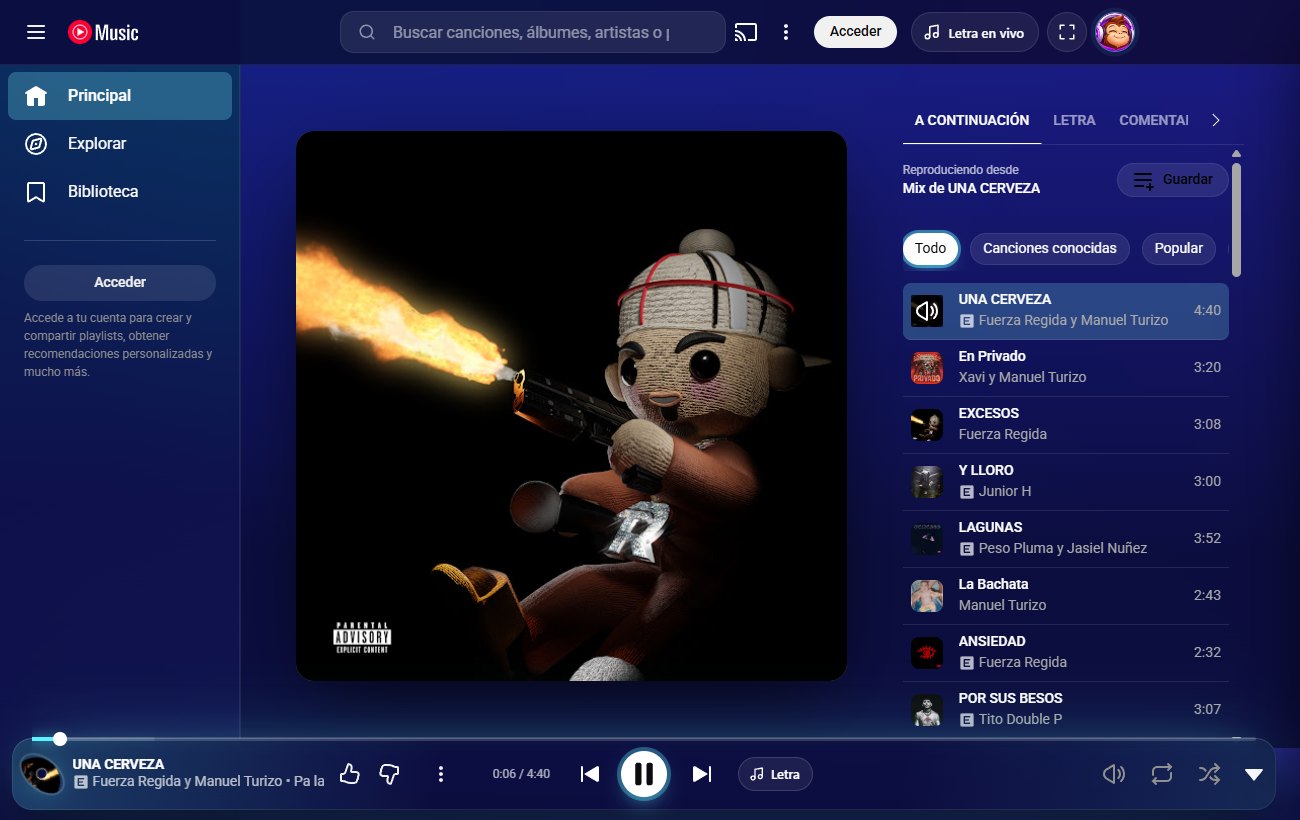 Music
Buscar canciones, álbumes, artistas o
Acceder
Letra en vivo
Principal
Explorar
Biblioteca
Acceder
Accede a tu cuenta para crear y
compartir playlists, obtener
recomendaciones personalizadas y
mucho más.
PARENTAL
ADVISORY
EXPLICIT CONTENT
R
A CONTINUACIÓN
LETRA
COMENTA
Reproduciendo desde
Mix de UNA CERVEZA
Guardar
Todo
Canciones conocidas
Popular
UNA CERVEZA
E Fuerza Regida y Manuel Turizo
4:40
En Privado
Xavi y Manuel Turizo
3:20
EXCESOS
Fuerza Regida
3:08
Y LLORO
E Junior H
3:00
LAGUNAS
E Peso Pluma y Jasiel Nuñez
3:52
La Bachata
Manuel Turizo
2:43
ANSIEDAD
E Fuerza Regida
2:32
POR SUS BESOS
E Tito Double P
3:07
UNA CERVEZA
E Fuerza Regida y Manuel Turizo • Pa la
0:06 / 4:40
Letra